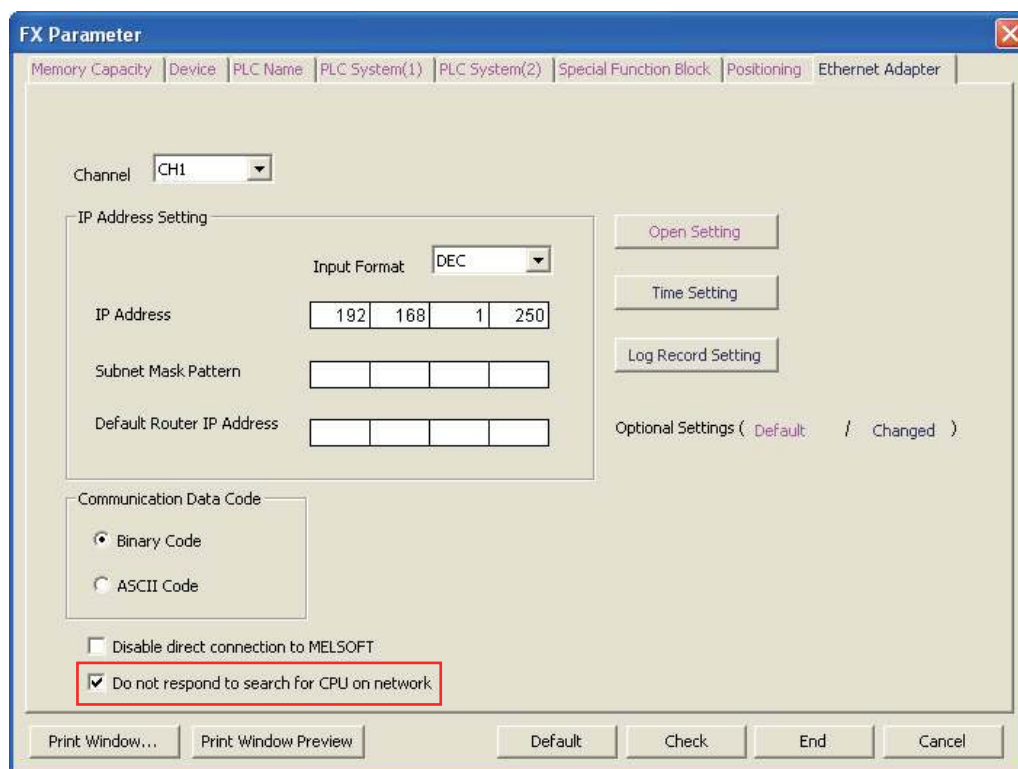 FX Parameter
Memory Capacity Device PLC Name PLC System(1) PLC System(2) Special Function Block Positioning Ethernet Adapter
Channel CH1
IP Address Setting
Input Format DEC
IP Address 192 168 1 250
Subnet Mask Pattern
Default Router IP Address
Open Setting
Time Setting
Log Record Setting
Optional Settings ( Default / Changed )
Communication Data Code
Binary Code
ASCII Code
Disable direct connection to MELSOFT
Do not respond to search for CPU on network
Print Window... Print Window Preview Default Check End Cancel